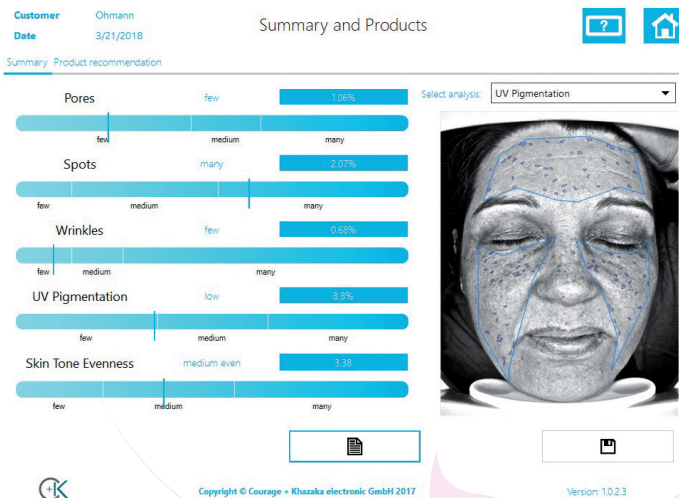 Customer Ohmann
Date 3/21/2018
Summary and Products
?
Summary Product recommendation
Select analysis: UV Pigmentation
Pores few 1.06%
few medium many
Spots many 2.07%
few medium many
Wrinkles few 0.68%
few medium many
UV Pigmentation low 8.8%
few medium many
Skin Tone Evenness medium even 3.38
few medium many
C+K
Copyright © Courage + Khazaka electronic GmbH 2017
Version: 1.0.2.3